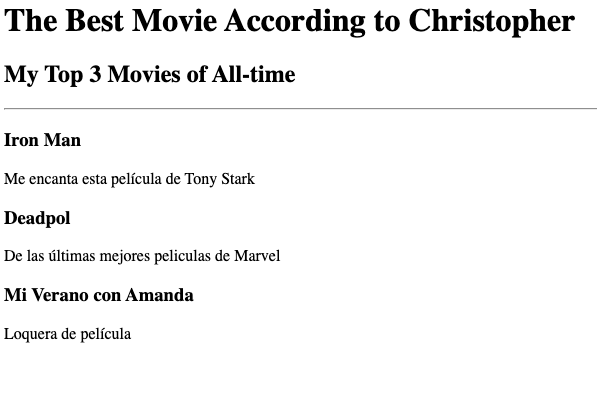 The Best Movie According to Christopher
My Top 3 Movies of All-time
Iron Man
Me encanta esta película de Tony Stark
Deadpol
De las últimas mejores peliculas de Marvel
Mi Verano con Amanda
Loquera de película